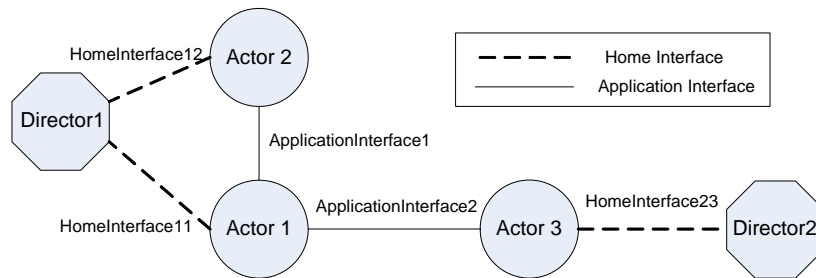 HomeInterface12
Actor 2
Home Interface
Application Interface
Director1
ApplicationInterface1
HomeInterface11
Actor 1
ApplicationInterface2
Actor 3
HomeInterface23
Director2